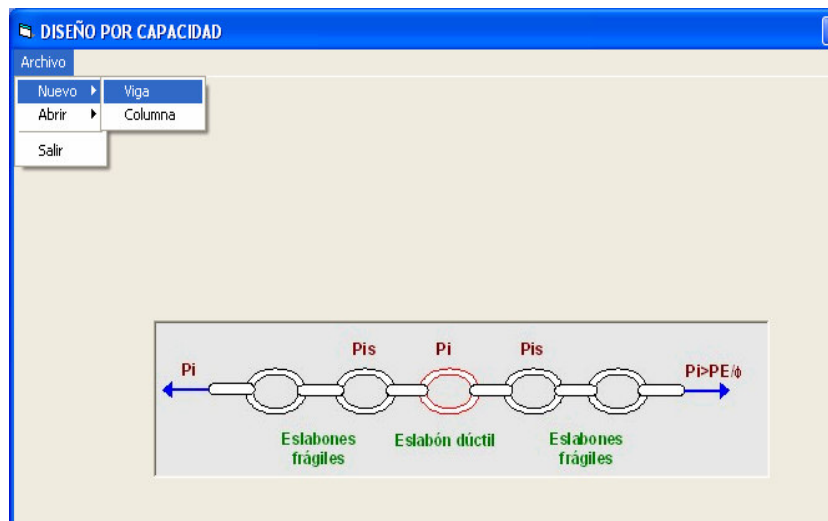 DISEÑO POR CAPACIDAD
Archivo
Nuevo Viga
Abrir Columna
Salir
Pis Pi Pis
Pi Pi>PE/ϕ
Eslabones Eslabón dúctil Eslabones
frágiles frágiles